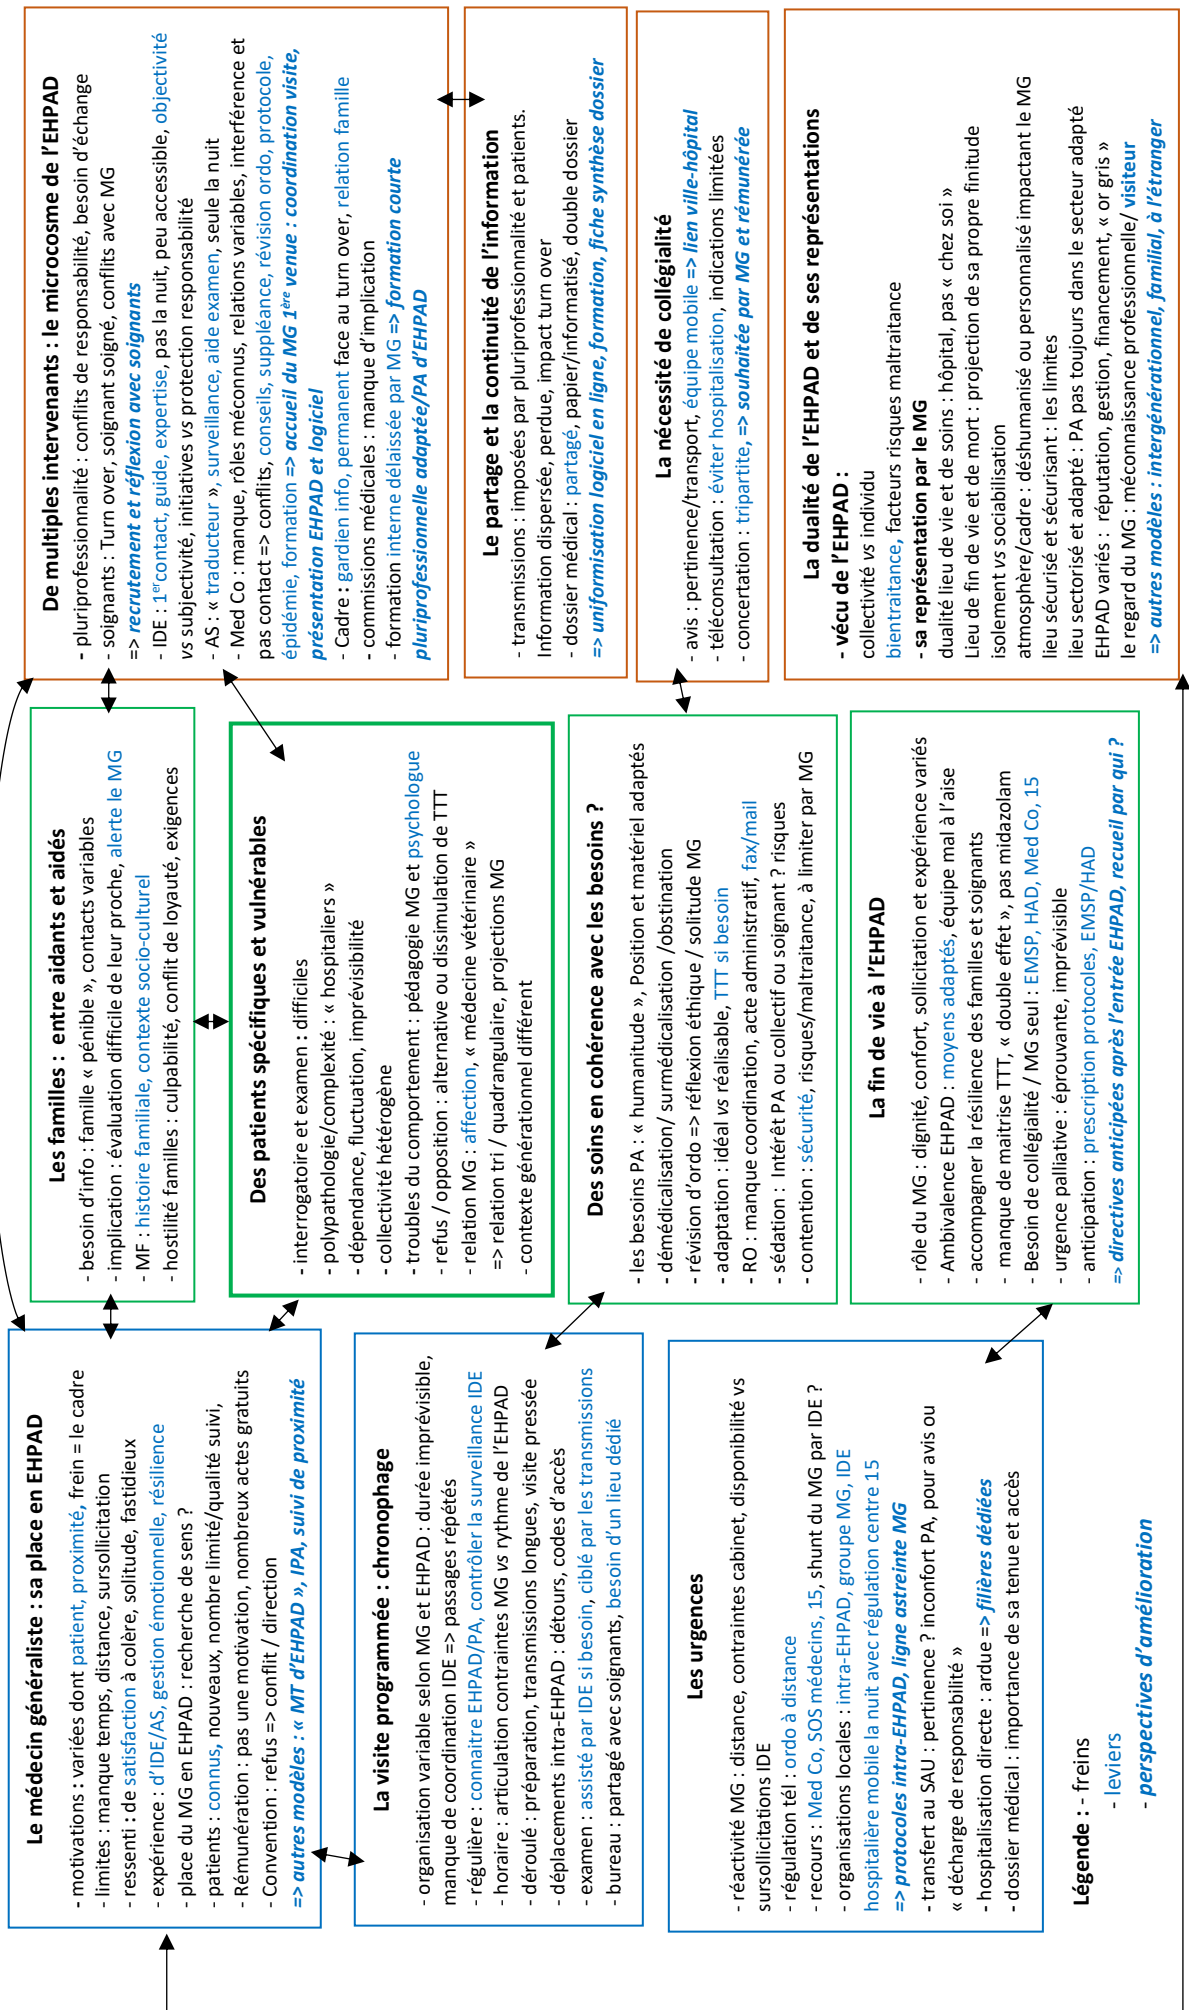 Le médecin généraliste : sa place en EHPAD
- motivations : variées dont patient, proximité, frein = le cadre
- limites : manque temps, distance, sursollicitation
- ressenti : de satisfaction à colère, solitude, fastidieux
- expérience : d'IDE/AS, gestion émotionnelle, résilience
- place du MG en EHPAD : recherche de sens ?
- patients : connus, nouveaux, nombre limité/qualité suivi,
- Rémunération : pas une motivation, nombreux actes gratuits
- Convention : refus => conflit / direction
=> autres modèles : « MT d'EHPAD », IPA, suivi de proximité
La visite programmée : chronophage
- organisation variable selon MG et EHPAD : durée imprévisible,
manque de coordination IDE => passages répétés
- régulière : connaitre EHPAD/PA, contrôler la surveillance IDE
- horaire : articulation contraintes MG vs rythme de l'EHPAD
- déroulé : préparation, transmissions longues, visite pressée
- déplacements intra-EHPAD : détours, codes d'accès
- examen : assisté par IDE si besoin, ciblé par les transmissions
- bureau : partagé avec soignants, besoin d'un lieu dédié
Les urgences
- réactivité MG : distance, contraintes cabinet, disponibilité vs
sursollicitations IDE
- régulation tél : ordo à distance
- recours : Med Co, SOS médecins, 15, shunt du MG par IDE ?
- organisations locales : intra-EHPAD, groupe MG, IDE
hospitalière mobile la nuit avec régulation centre 15
=> protocoles intra-EHPAD, ligne astreinte MG
- transfert au SAU : pertinence ? inconfort PA, pour avis ou
« décharge de responsabilité »
- hospitalisation directe : ardue => filières dédiées
- dossier médical : importance de sa tenue et accès
Légende : - freins
- leviers
- perspectives d'amélioration
Les familles : entre aidants et aidés
- besoin d'info : famille « pénible », contacts variables
- implication : évaluation difficile de leur proche, alerte le MG
- MF : histoire familiale, contexte socio-culturel
- hostilité familles : culpabilité, conflit de loyauté, exigences
Des patients spécifiques et vulnérables
- interrogatoire et examen : difficiles
- polypathologie/complexité : « hospitaliers »
- dépendance, fluctuation, imprévisibilité
- collectivité hétérogène
- troubles du comportement : pédagogie MG et psychologue
- refus / opposition : alternative ou dissimulation de TTT
- relation MG : affection, « médecine vétérinaire »
=> relation tri / quadrangulaire, projections MG
- contexte générationnel différent
Des soins en cohérence avec les besoins ?
- les besoins PA : « humanitude », Position et matériel adaptés
- démédicalisation/ surmédicalisation /obstination
- révision d'ordo => réflexion éthique / solitude MG
- adaptation : idéal vs réalisable, TTT si besoin
- RO : manque coordination, acte administratif, fax/mail
- sédation : Intérêt PA ou collectif ou soignant ? risques
- contention : sécurité, risques/maltraitance, à limiter par MG
La fin de vie à l'EHPAD
- rôle du MG : dignité, confort, sollicitation et expérience variés
- Ambivalence EHPAD : moyens adaptés, équipe mal à l'aise
- accompagner la résilience des familles et soignants
- manque de maitrise TTT, « double effet », pas midazolam
- Besoin de collégialité / MG seul : EMSP, HAD, Med Co, 15
- urgence palliative : éprouvante, imprévisible
- anticipation : prescription protocoles, EMSP/HAD
=> directives anticipées après l'entrée EHPAD, recueil par qui ?
De multiples intervenants : le microcosme de l'EHPAD
- pluriprofessionnalité : conflits de responsabilité, besoin d'échange
- soignants : Turn over, soignant soigné, conflits avec MG
=> recrutement et réflexion avec soignants
- IDE : 1er contact, guide, expertise, pas la nuit, peu accessible, objectivité
vs subjectivité, initiatives vs protection responsabilité
- AS : « traducteur », surveillance, aide examen, seule la nuit
- Med Co : manque, rôles méconnus, relations variables, interférence et
pas contact => conflits, conseils, suppléance, révision ordo, protocole,
épidémie, formation => accueil du MG 1ère venue : coordination visite,
présentation EHPAD et logiciel
- Cadre : gardien info, permanent face au turn over, relation famille
- commissions médicales : manque d'implication
- formation interne délaissée par MG => formation courte
pluriprofessionnelle adaptée/PA d'EHPAD
Le partage et la continuité de l'information
- transmissions : imposées par pluriprofessionnalité et patients.
Information dispersée, perdue, impact turn over
- dossier médical : partagé, papier/informatisé, double dossier
=> uniformisation logiciel en ligne, formation, fiche synthèse dossier
La nécessité de collégialité
- avis : pertinence/transport, équipe mobile => lien ville-hôpital
- téléconsultation : éviter hospitalisation, indications limitées
- concertation : tripartite, => souhaitée par MG et rémunérée
La dualité de l'EHPAD et de ses représentations
- vécu de l'EHPAD :
collectivité vs individu
bientraitance, facteurs risques maltraitance
- sa représentation par le MG
dualité lieu de vie et de soins : hôpital, pas « chez soi »
Lieu de fin de vie et de mort : projection de sa propre finitude
isolement vs sociabilisation
atmosphère/cadre : déshumanisé ou personnalisé impactant le MG
lieu sécurisé et sécurisant : les limites
lieu sectorisé et adapté : PA pas toujours dans le secteur adapté
EHPAD variés : réputation, gestion, financement, « or gris »
le regard du MG : méconnaissance professionnelle/ visiteur
=> autres modèles : intergénérationnel, familial, à l'étranger